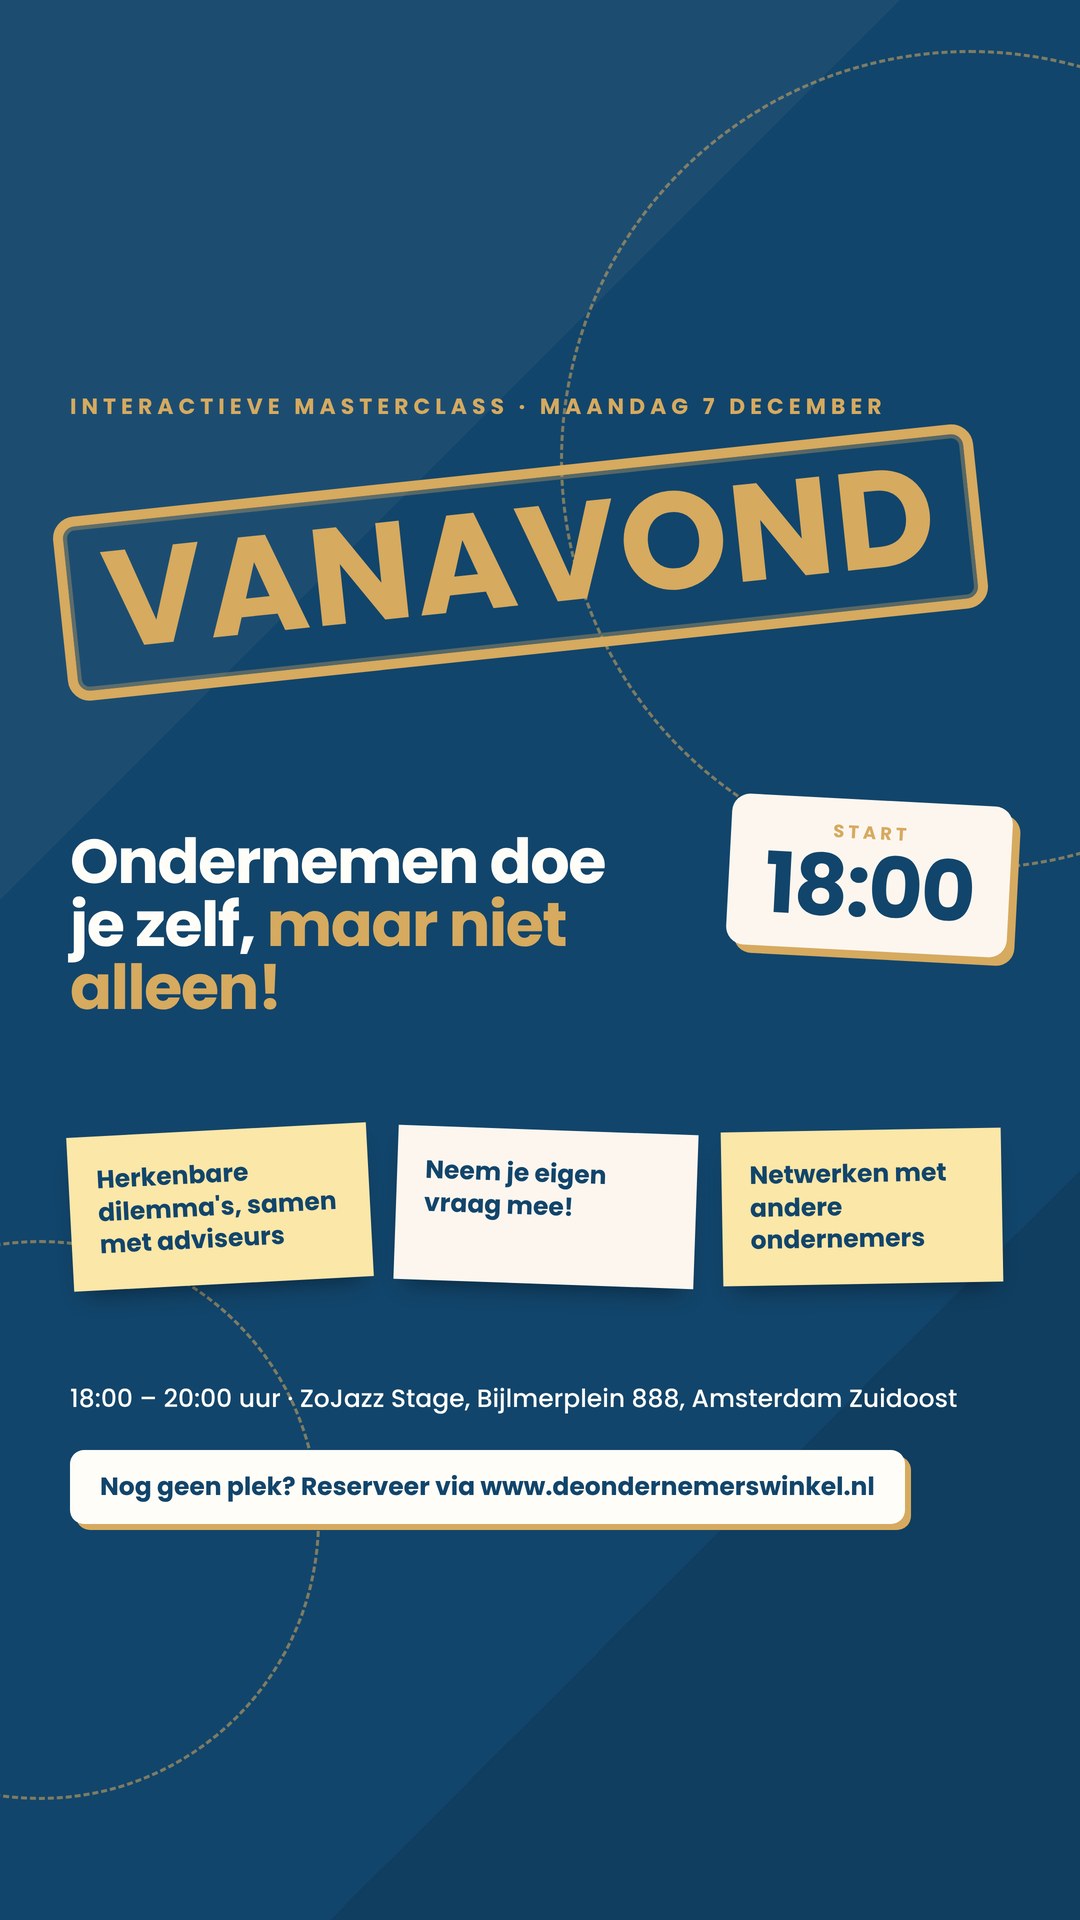 INTERACTIEVE MASTERCLASS · MAANDAG 7 DECEMBER
VANAVOND
Ondernemen doe
je zelf, maar niet
alleen!
START
18:00
Herkenbare
dilemma's, samen
met adviseurs
Neem je eigen
vraag mee!
Netwerken met
andere
ondernemers
18:00 – 20:00 uur · ZoJazz Stage, Bijlmerplein 888, Amsterdam Zuidoost
Nog geen plek? Reserveer via www.deondernemerswinkel.nl